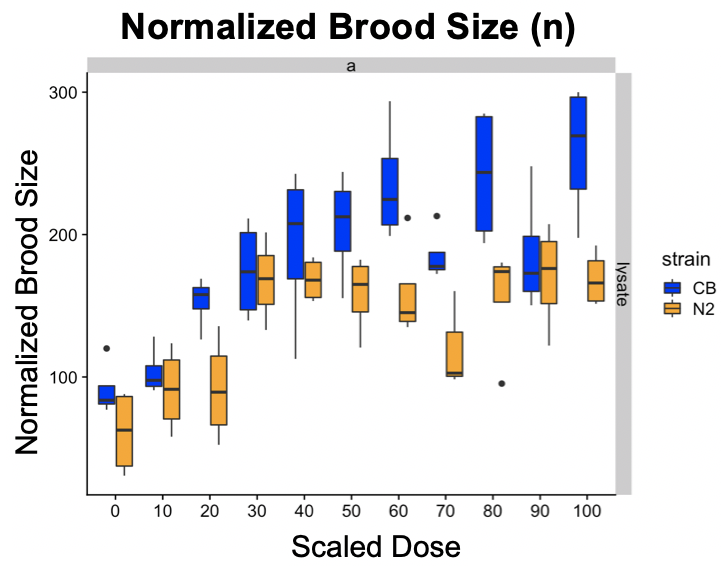 Normalized Brood Size (n)
a
300
200
100
Normalized Brood Size
lysate
strain
CB
N2
0 10 20 30 40 50 60 70 80 90 100
Scaled Dose